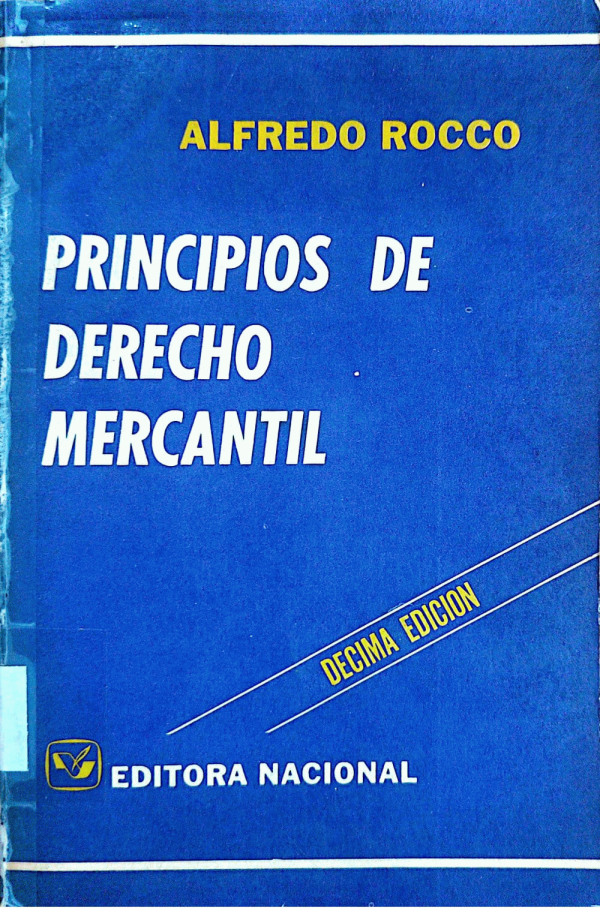 ALFREDO ROCCO
PRINCIPIOS DE
DERECHO
MERCANTIL
DECIMA EDICION
EDITORA NACIONAL